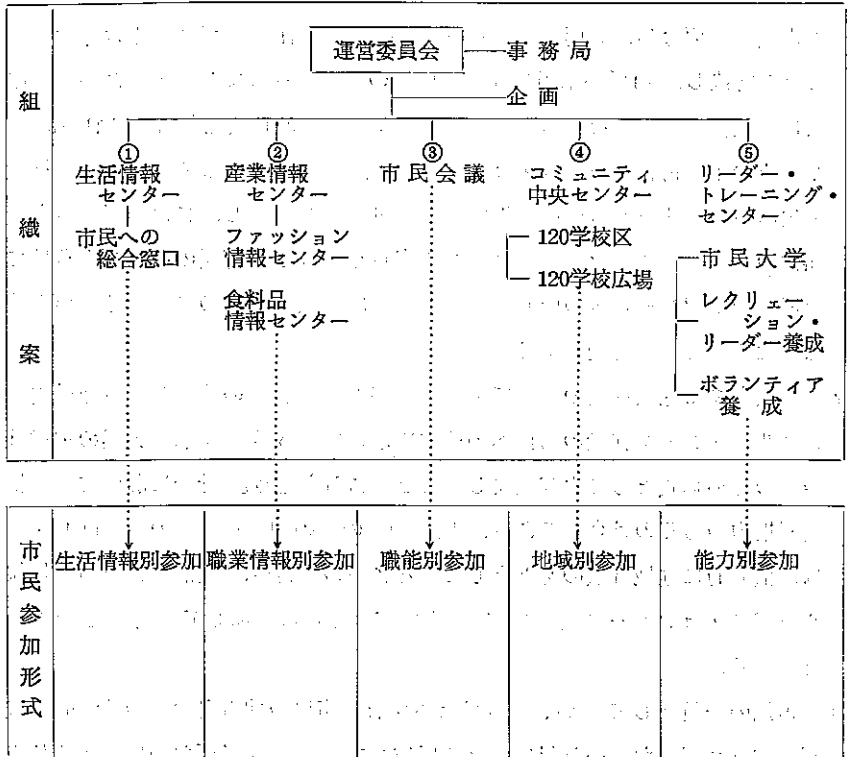 組織案
運営委員会
事務局
企画
①
生活情報
センター
市民への
総合窓口
②
産業情報
センター
ファッション
情報センター
食料品
情報センター
③
市民会議
④
コミュニティ
中央センター
120学校区
120学校広場
⑤
リーダー・
トレーニング・
センター
市民大学
レクリェー
ション・
リーダー養成
ボランティア
養成
市民参加形式
生活情報別参加
職業情報別参加
職能別参加
地域別参加
能力別参加